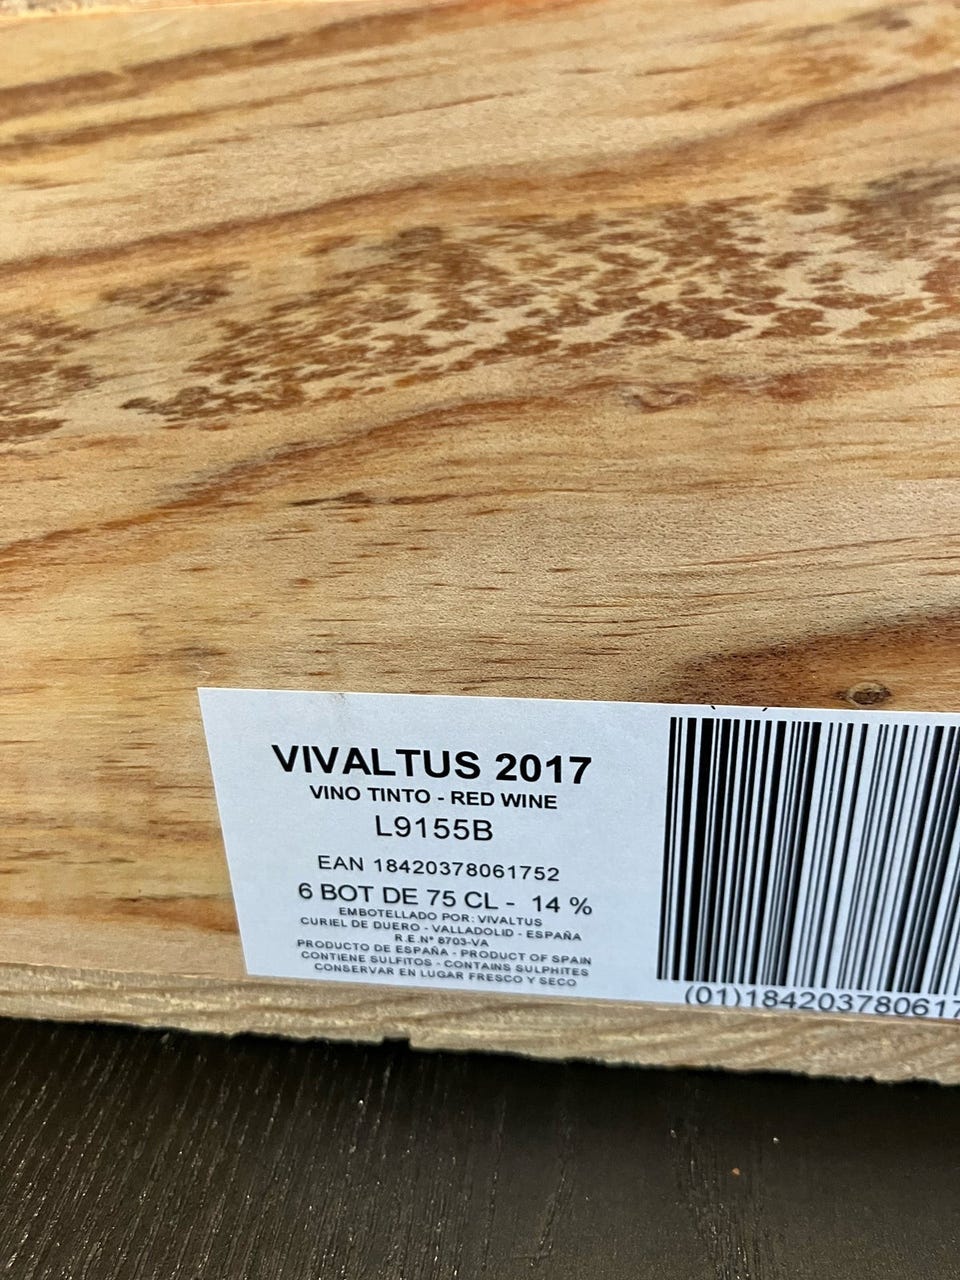 VIVALTUS 2017
VINO TINTO - RED WINE
L9155B
EAN 18420378061752
6 BOT DE 75 CL - 14 %
EMBOTELLADO POR: VIVALTUS
CURIEL DE DUERO - VALLADOLID - ESPAÑA
R.E.Nº 8703-VA
PRODUCTO DE ESPAÑA - PRODUCT OF SPAIN
CONTIENE SULFITOS - CONTAINS SULPHITES
CONSERVAR EN LUGAR FRESCO Y SECO
(01)184203780617